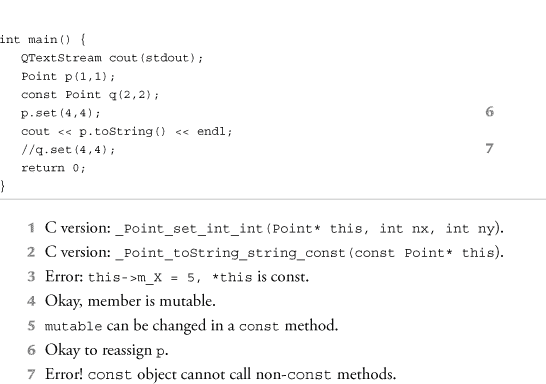 int main() {
QTextStream cout(stdout);
Point p(1,1);
const Point q(2,2);
p.set(4,4); 6
cout << p.toString() << endl;
//q.set(4,4); 7
return 0;
}
1 C version: _Point_set_int_int(Point* this, int nx, int ny).
2 C version: _Point_toString_string_const(const Point* this).
3 Error: this->m_X = 5, *this is const.
4 Okay, member is mutable.
5 mutable can be changed in a const method.
6 Okay to reassign p.
7 Error! const object cannot call non-const methods.